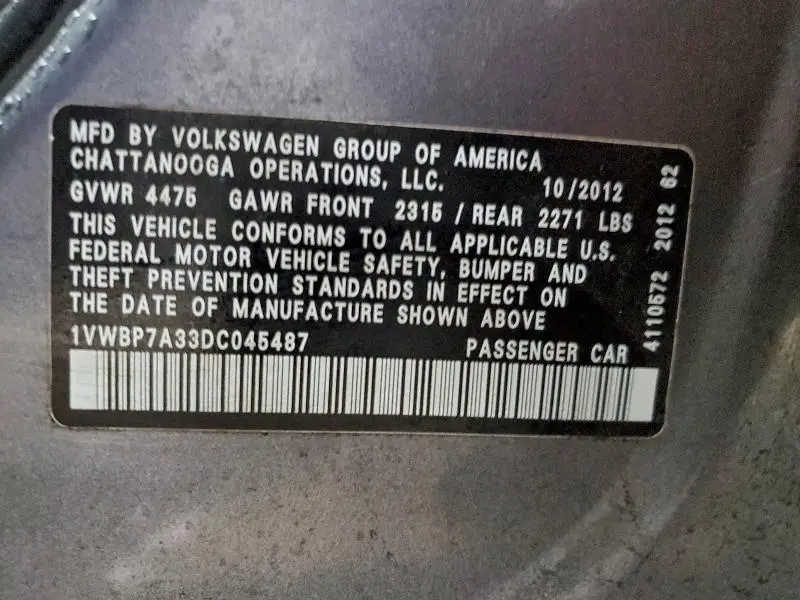 MFD BY VOLKSWAGEN GROUP OF AMERICA
CHATTANOOGA OPERATIONS, LLC. 10/2012
GVWR 4475 GAWR FRONT 2315 / REAR 2271 LBS
THIS VEHICLE CONFORMS TO ALL APPLICABLE U.S.
FEDERAL MOTOR VEHICLE SAFETY, BUMPER AND
THEFT PREVENTION STANDARDS IN EFFECT ON
THE DATE OF MANUFACTURE SHOWN ABOVE
1VWBP7A33DC045487 PASSENGER CAR
4110572 2012 62